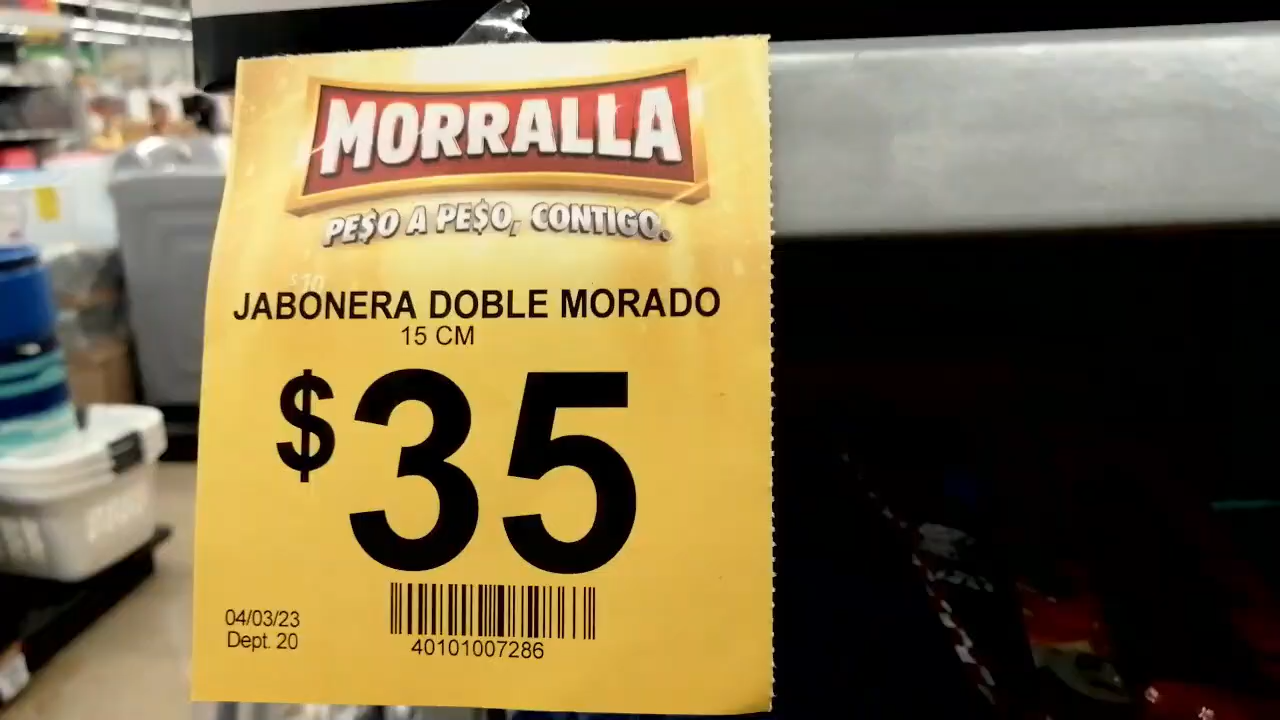 MORRALLA
PE$O A PE$O, CONTIGO.
JABONERA DOBLE MORADO
15 CM
$35
04/03/23
Dept. 20
40101007286